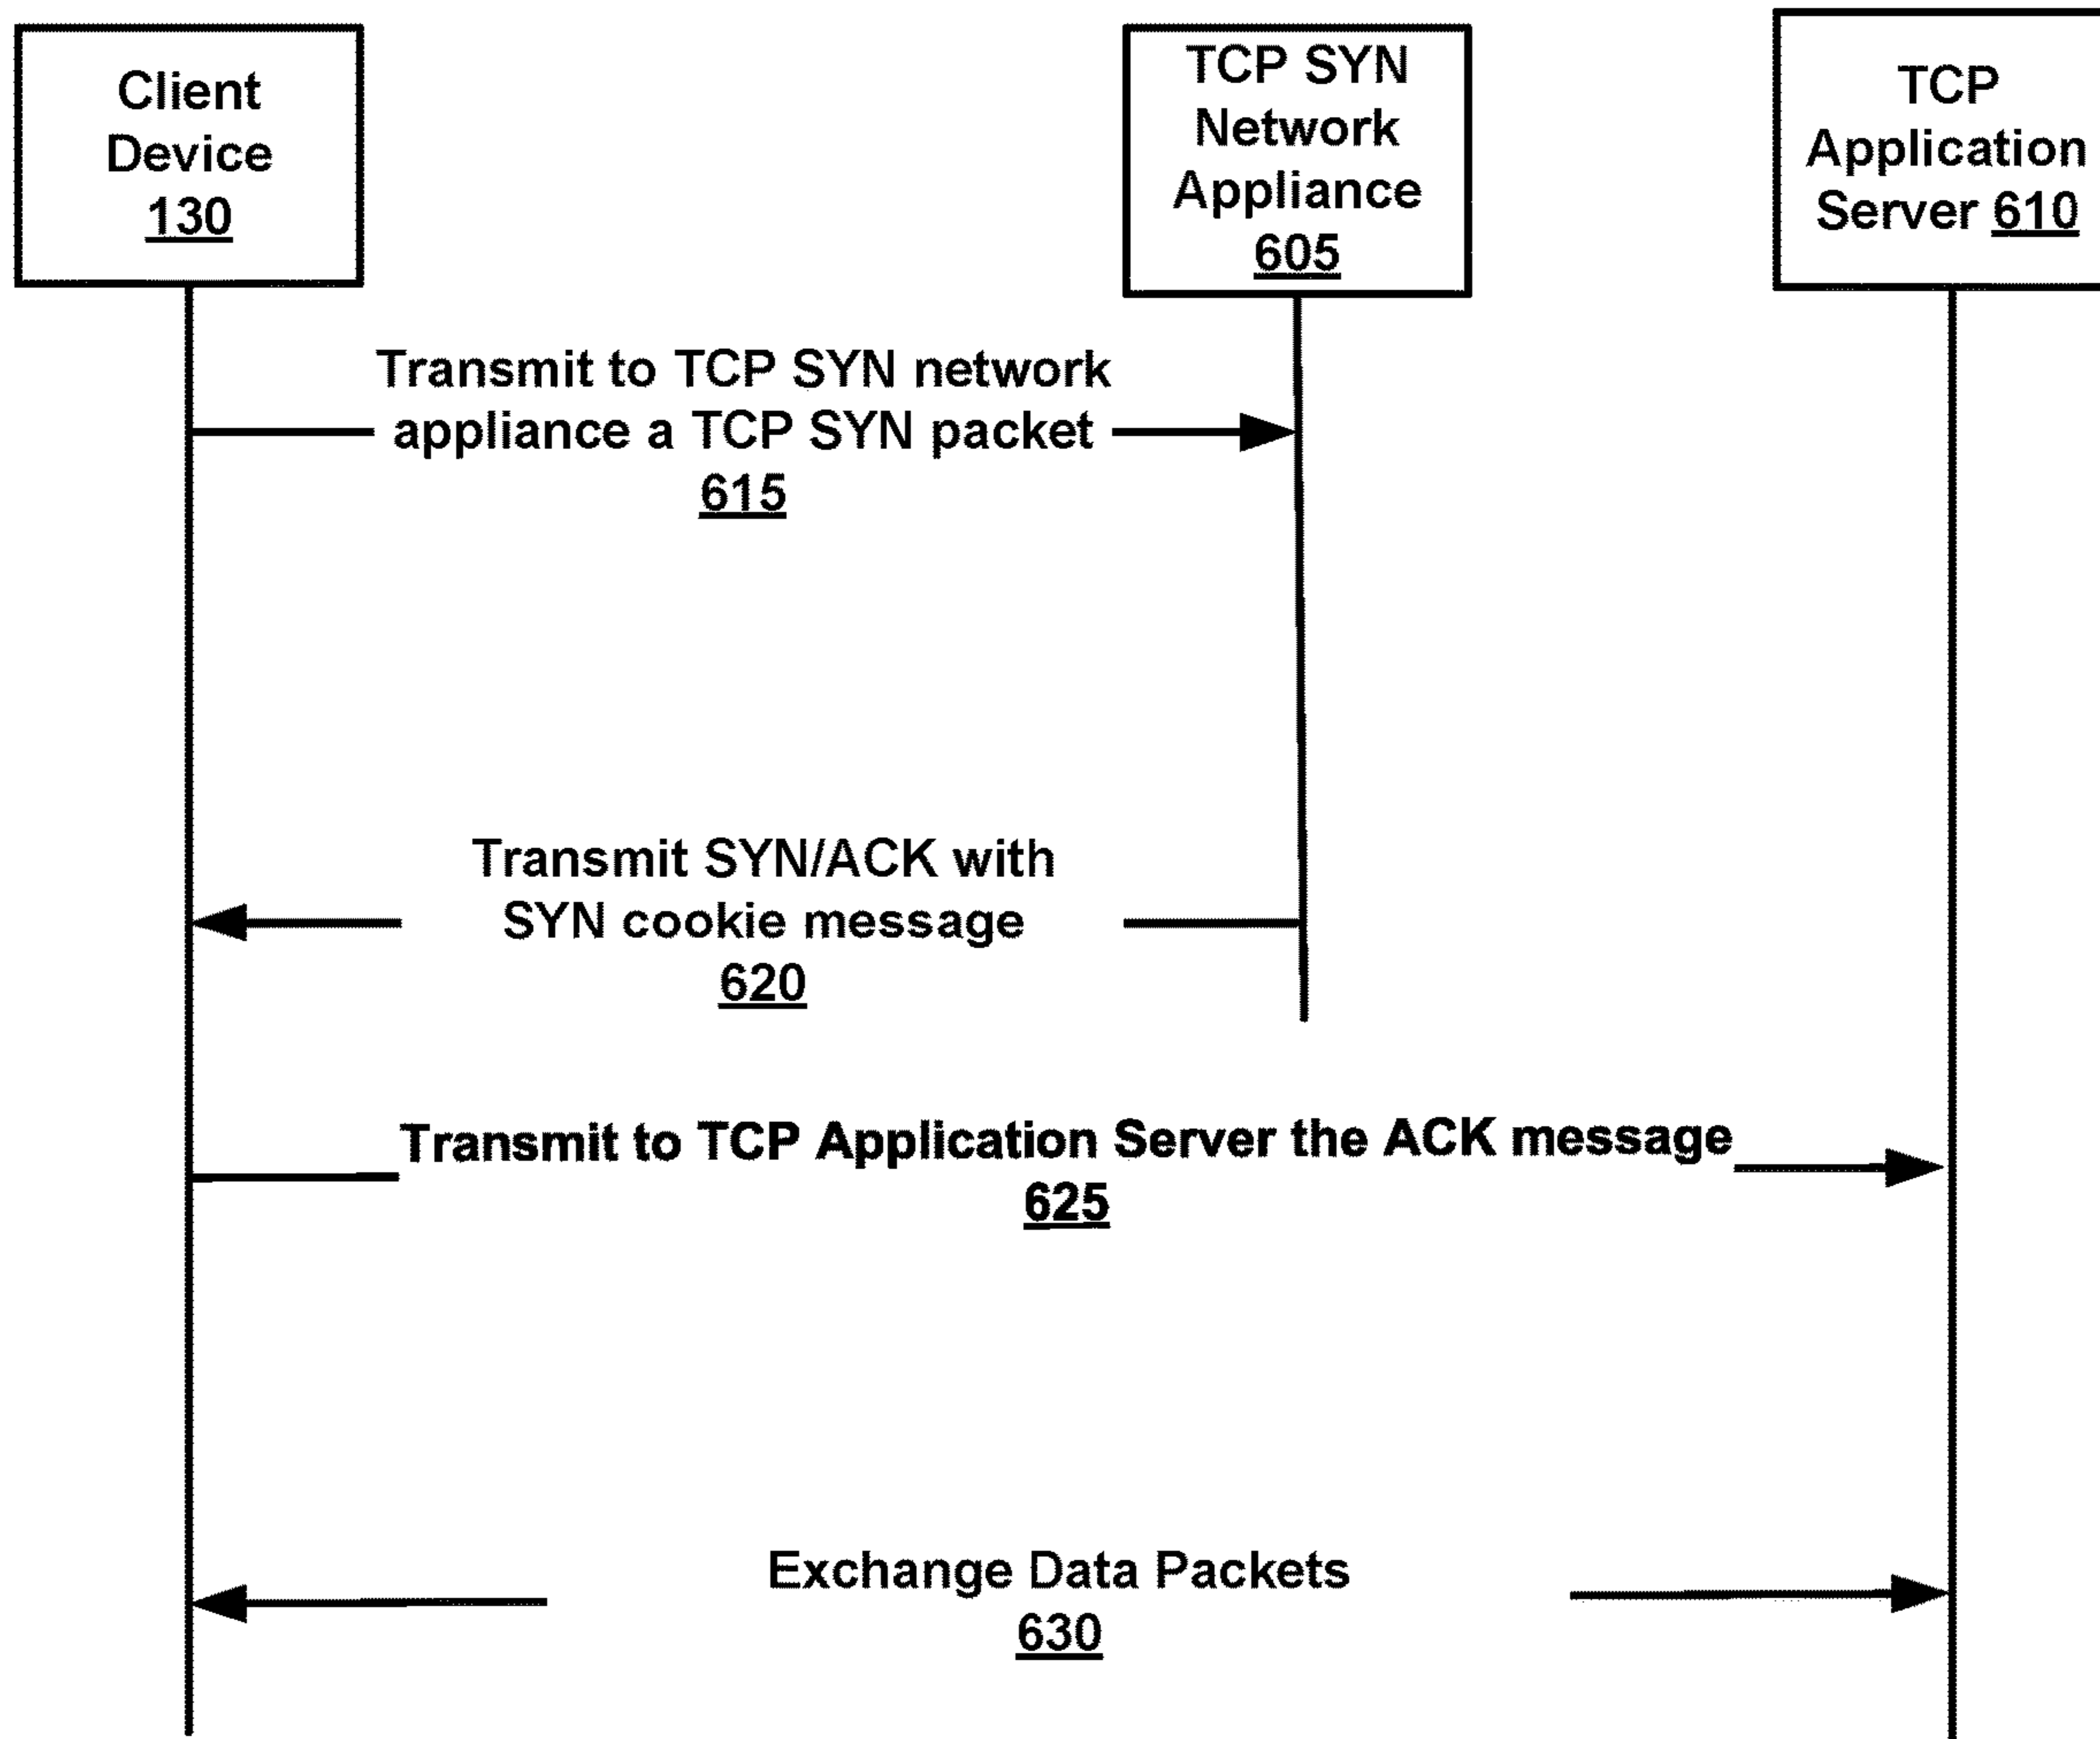 Client
Device
130
TCP SYN
Network
Appliance
605
TCP
Application
Server 610
Transmit to TCP SYN network
appliance a TCP SYN packet
615
Transmit SYN/ACK with
SYN cookie message
620
Transmit to TCP Application Server the ACK message
625
Exchange Data Packets
630